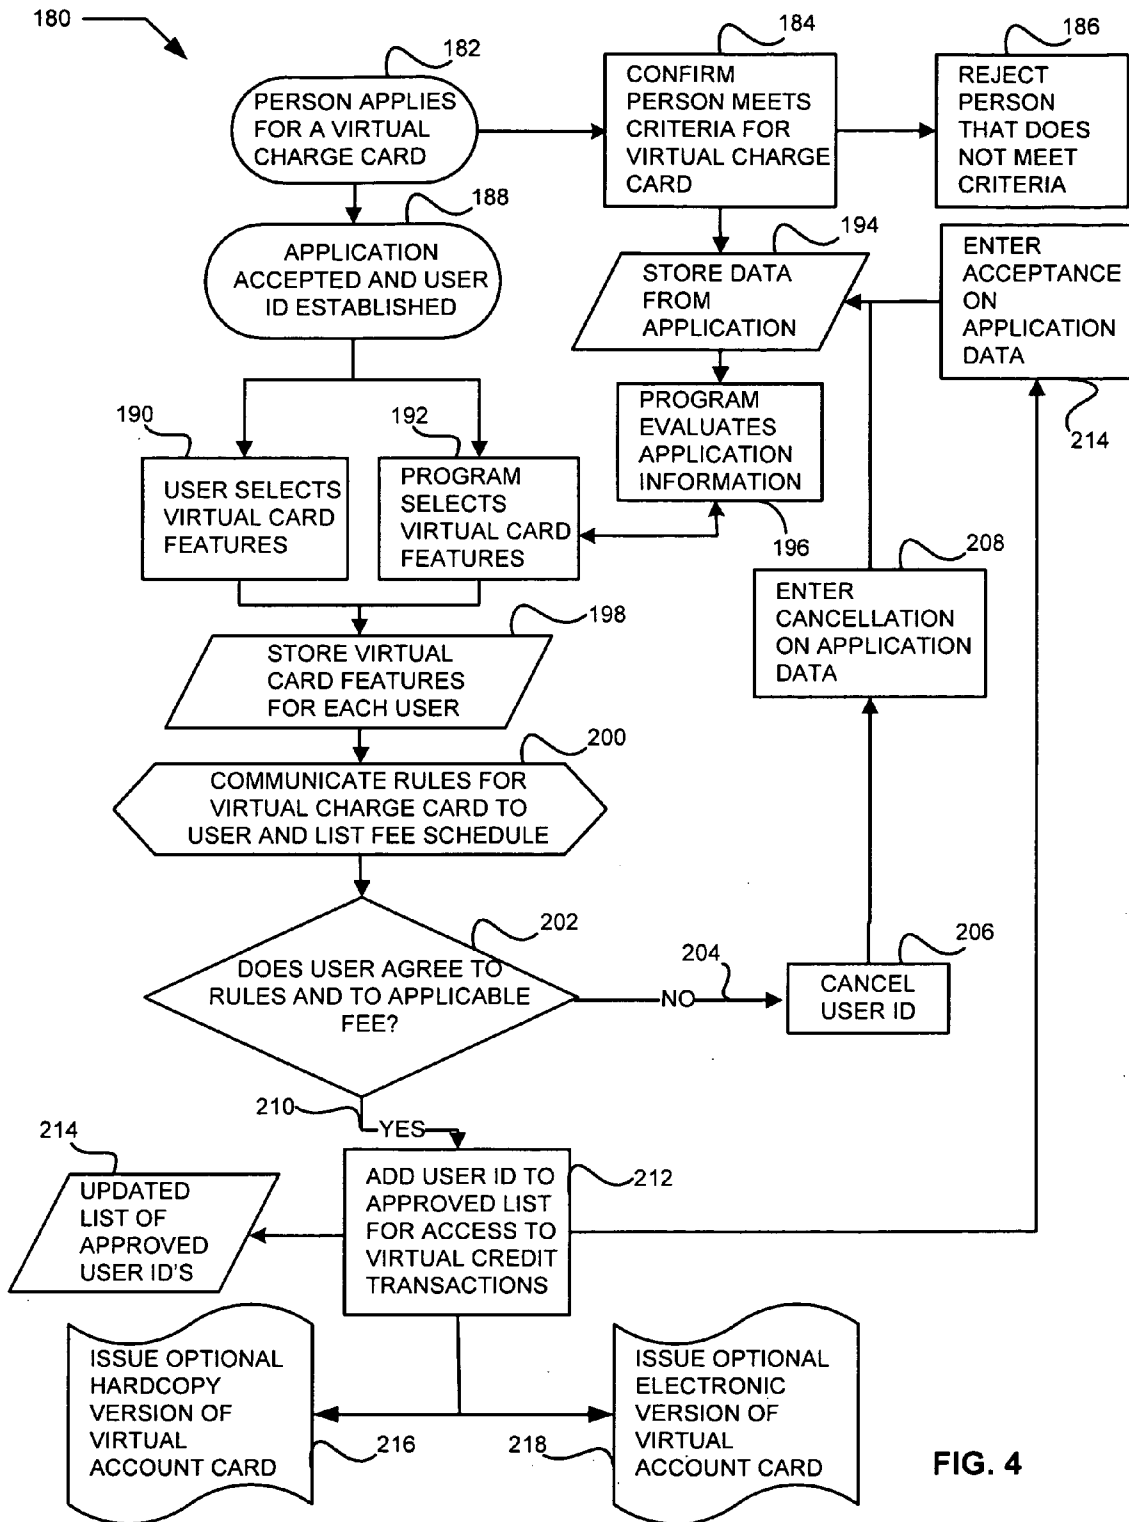 180
182
PERSON APPLIES
FOR A VIRTUAL
CHARGE CARD
184
CONFIRM
PERSON MEETS
CRITERIA FOR
VIRTUAL CHARGE
CARD
186
REJECT
PERSON
THAT DOES
NOT MEET
CRITERIA
188
APPLICATION
ACCEPTED AND USER
ID ESTABLISHED
194
STORE DATA
FROM
APPLICATION
ENTER
ACCEPTANCE
ON
APPLICATION
DATA
214
190
USER SELECTS
VIRTUAL CARD
FEATURES
192
PROGRAM
SELECTS
VIRTUAL CARD
FEATURES
PROGRAM
EVALUATES
APPLICATION
INFORMATION
196
208
ENTER
CANCELLATION
ON APPLICATION
DATA
198
STORE VIRTUAL
CARD FEATURES
FOR EACH USER
200
COMMUNICATE RULES FOR
VIRTUAL CHARGE CARD TO
USER AND LIST FEE SCHEDULE
202
DOES USER AGREE TO
RULES AND TO APPLICABLE
FEE?
204
NO
206
CANCEL
USER ID
210
YES
214
UPDATED
LIST OF
APPROVED
USER ID'S
212
ADD USER ID TO
APPROVED LIST
FOR ACCESS TO
VIRTUAL CREDIT
TRANSACTIONS
ISSUE OPTIONAL
HARDCOPY
VERSION OF
VIRTUAL
ACCOUNT CARD
216
218
ISSUE OPTIONAL
ELECTRONIC
VERSION OF
VIRTUAL
ACCOUNT CARD
FIG. 4